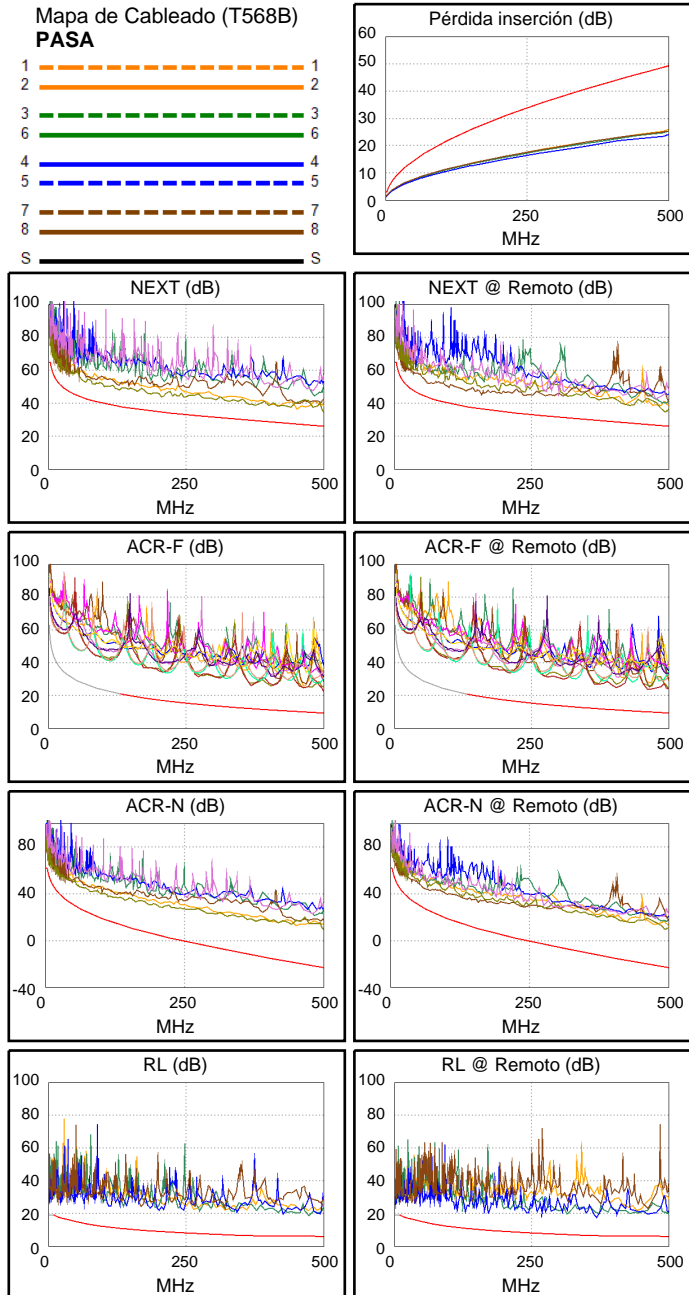 Mapa de Cableado (T568B)
PASA
1 1
2 2
3 3
6 6
4 4
5 5
7 7
8 8
S S
Pérdida inserción (dB)
60
50
40
30
20
10
0
0 250 500
MHz
NEXT (dB)
100
80
60
40
20
0
0 250 500
MHz
NEXT @ Remoto (dB)
100
80
60
40
20
0
0 250 500
MHz
ACR-F (dB)
100
80
60
40
20
0
0 250 500
MHz
ACR-F @ Remoto (dB)
100
80
60
40
20
0
0 250 500
MHz
ACR-N (dB)
80
40
0
-40
0 250 500
MHz
ACR-N @ Remoto (dB)
80
40
0
-40
0 250 500
MHz
RL (dB)
100
80
60
40
20
0
0 250 500
MHz
RL @ Remoto (dB)
100
80
60
40
20
0
0 250 500
MHz